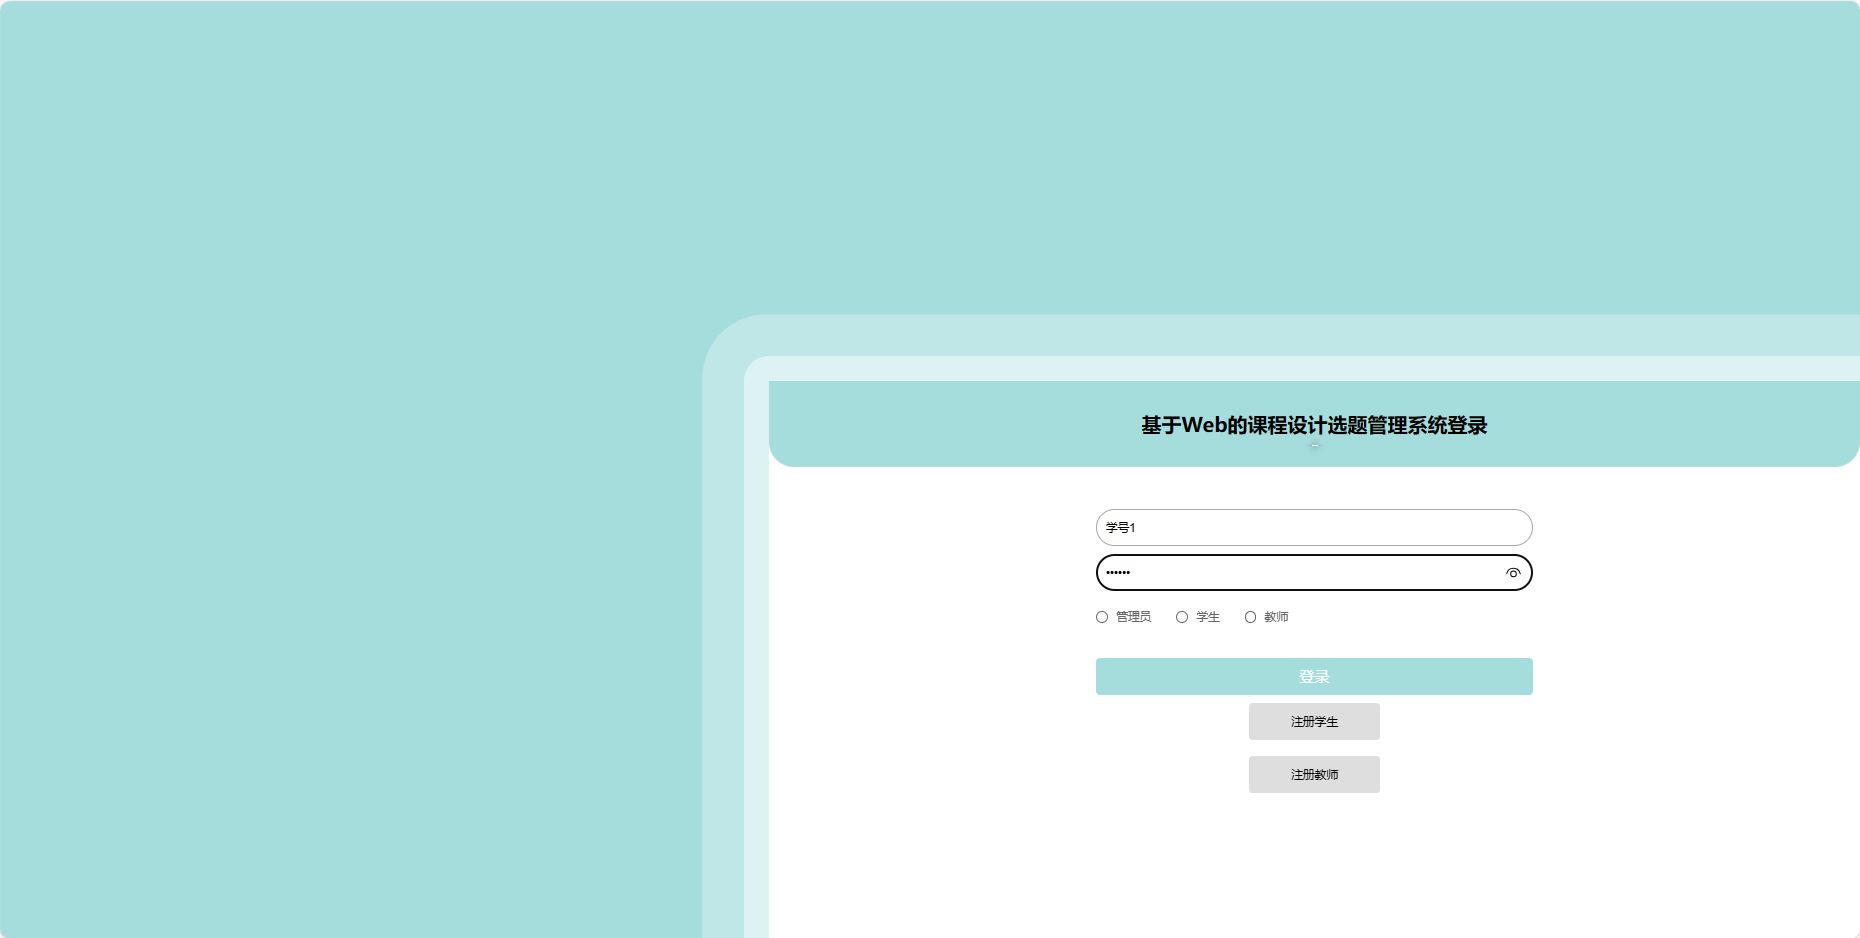 基于Web的课程设计选题管理系统登录
学号1
••••••
管理员 学生 教师
登录
注册学生
注册教师